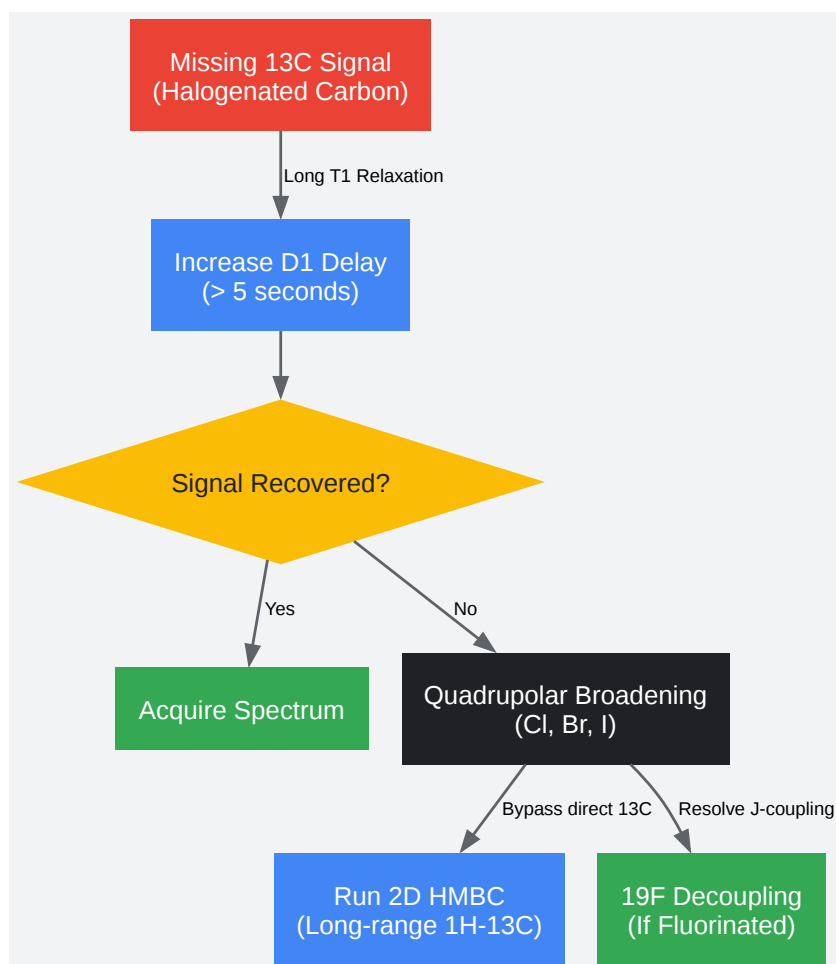 Missing 13C Signal
(Halogenated Carbon)
Long T1 Relaxation
Increase D1 Delay
(> 5 seconds)
Signal Recovered?
Yes
No
Acquire Spectrum
Quadrupolar Broadening
(Cl, Br, I)
Bypass direct 13C
Resolve J-coupling
Run 2D HMBC
(Long-range 1H-13C)
19F Decoupling
(If Fluorinated)